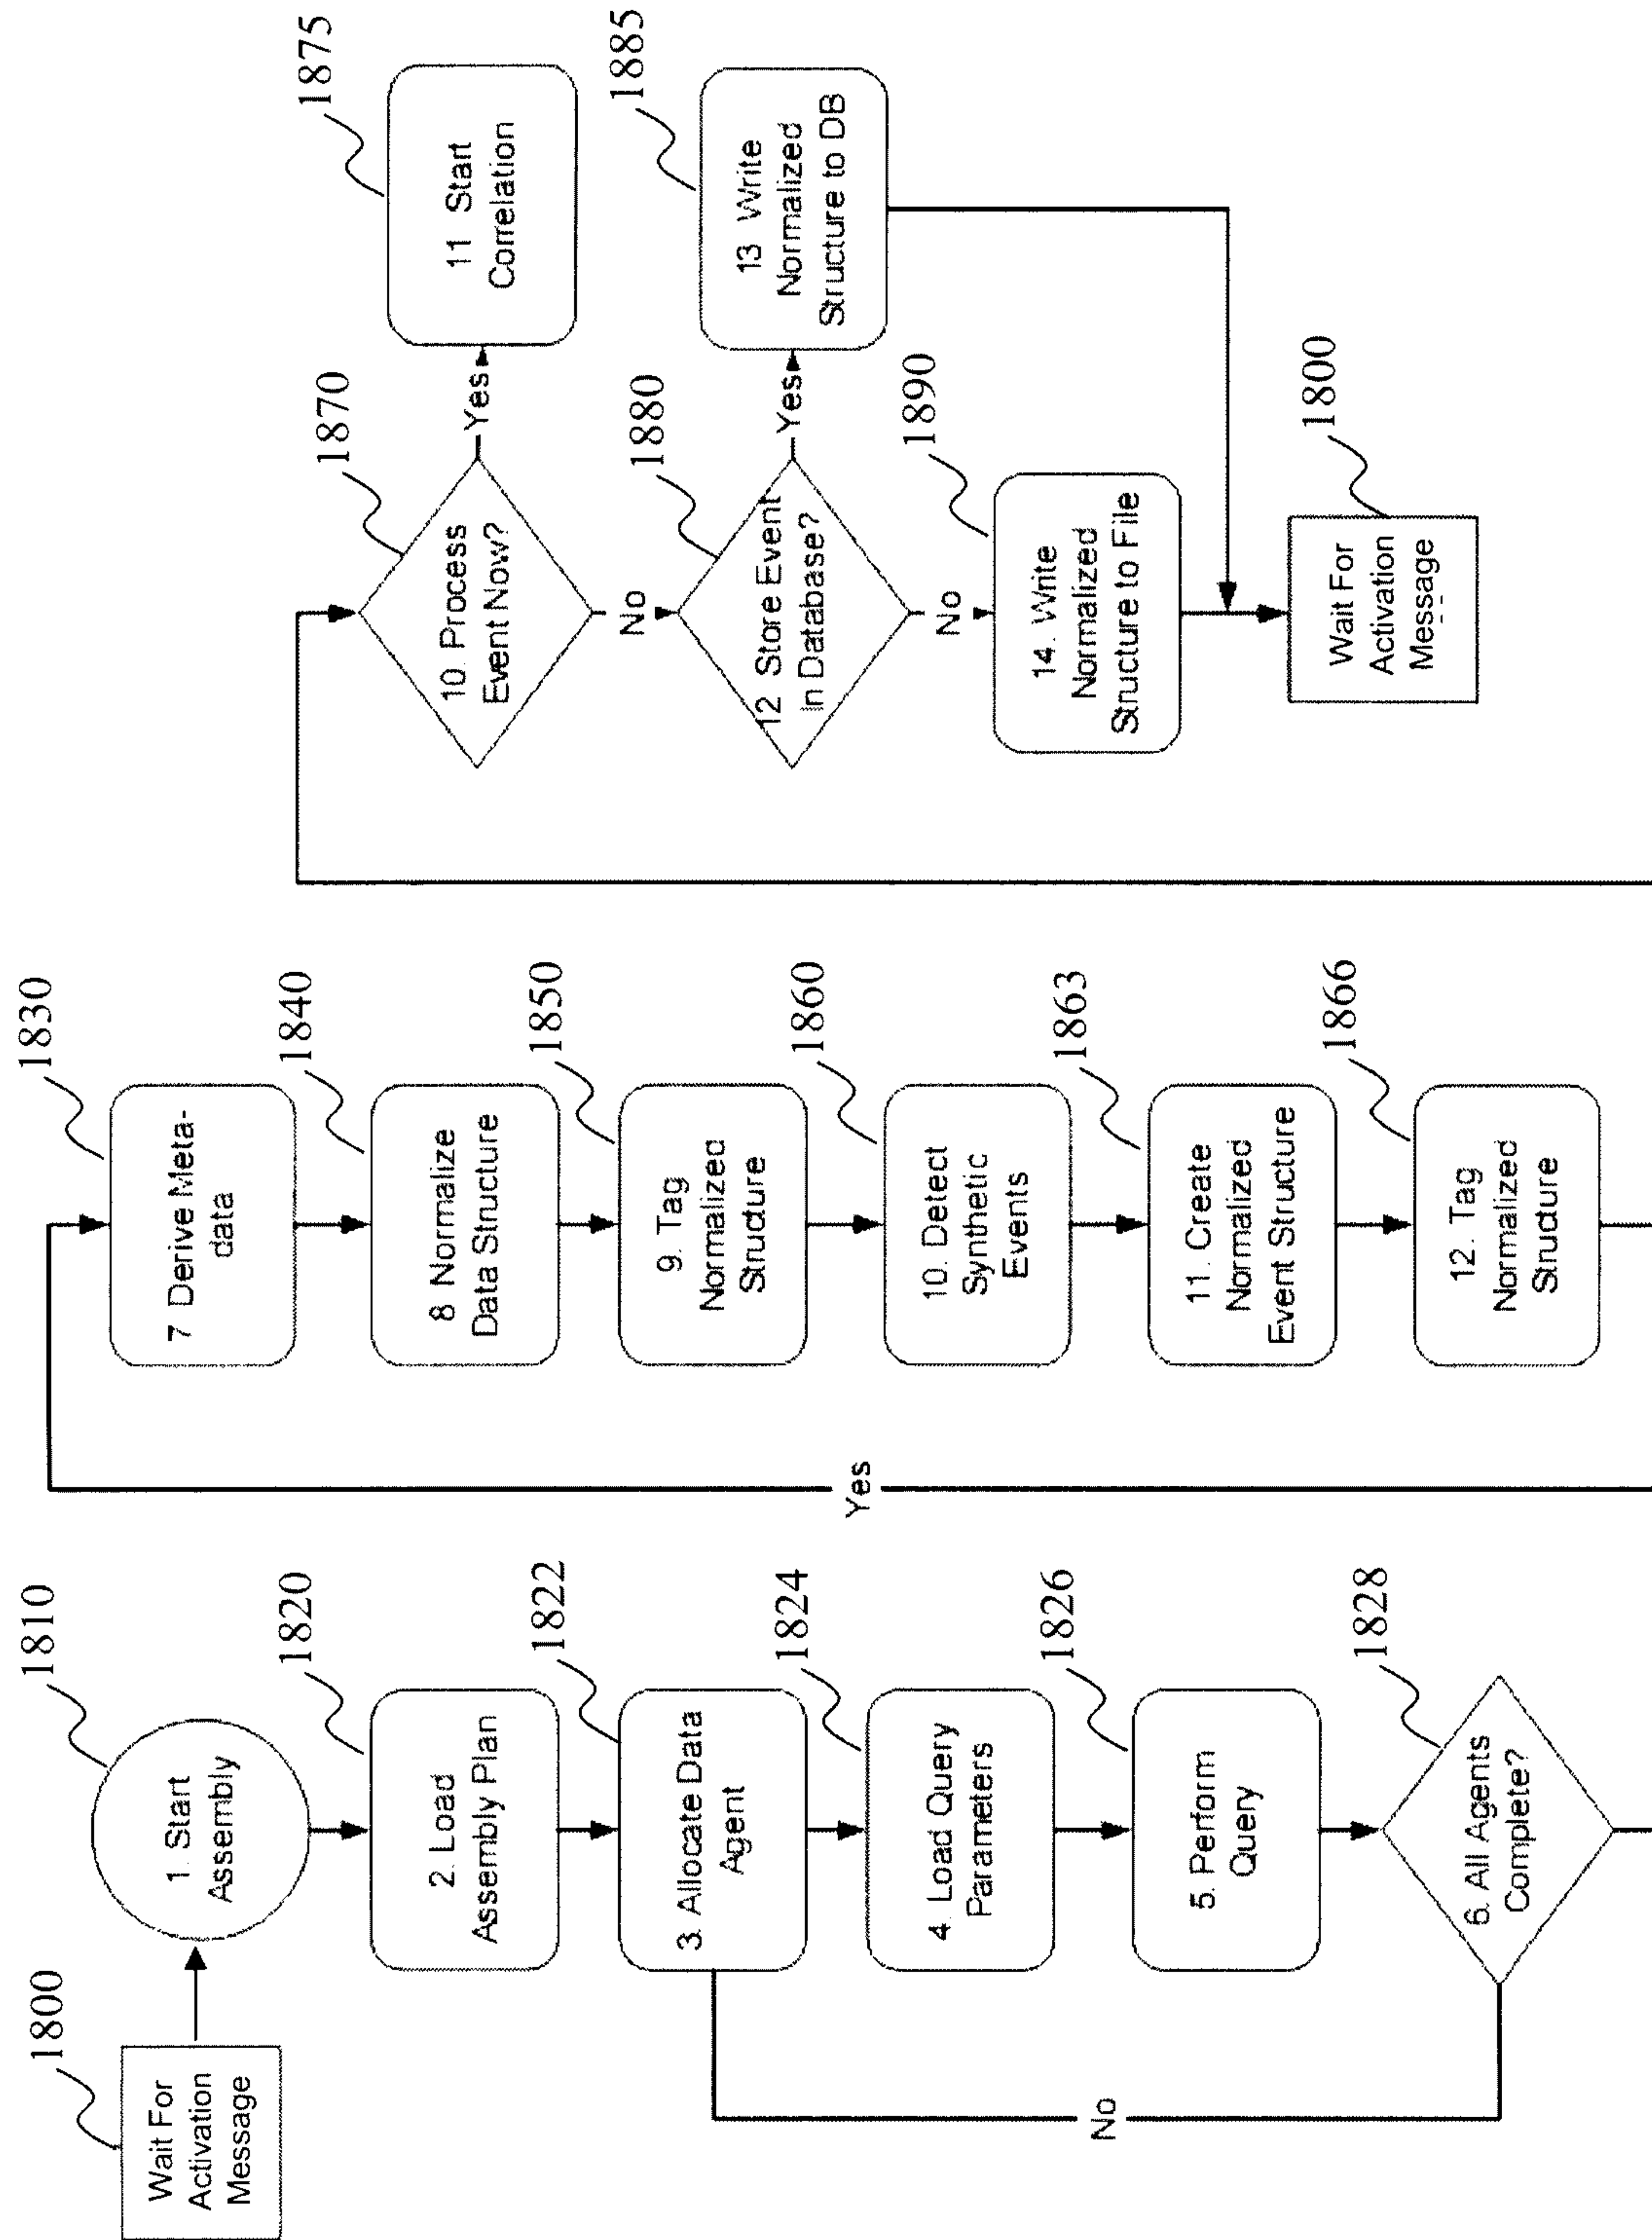 1800
Wait For
Activation
Message
1810
1. Start
Assembly
1820
2. Load
Assembly Plan
1822
3. Allocate Data
Agent
1824
4. Load Query
Parameters
1826
5. Perform
Query
1828
6. All Agents
Complete?
No
Yes
1830
7 Derive Meta-
data
1840
8 Normalize
Data Structure
1850
9. Tag
Normalized
Structure
1860
10. Detect
Synthetic
Events
1863
11. Create
Normalized
Event Structure
1866
12. Tag
Normalized
Structure
1870
10. Process
Event Now?
Yes
1875
11 Start
Correlation
No
1880
12 Store Event
In Database?
Yes
1885
13 Write
Normalized
Structure to DB
No
1890
14. Write
Normalized
Structure to File
1800
Wait For
Activation
Message